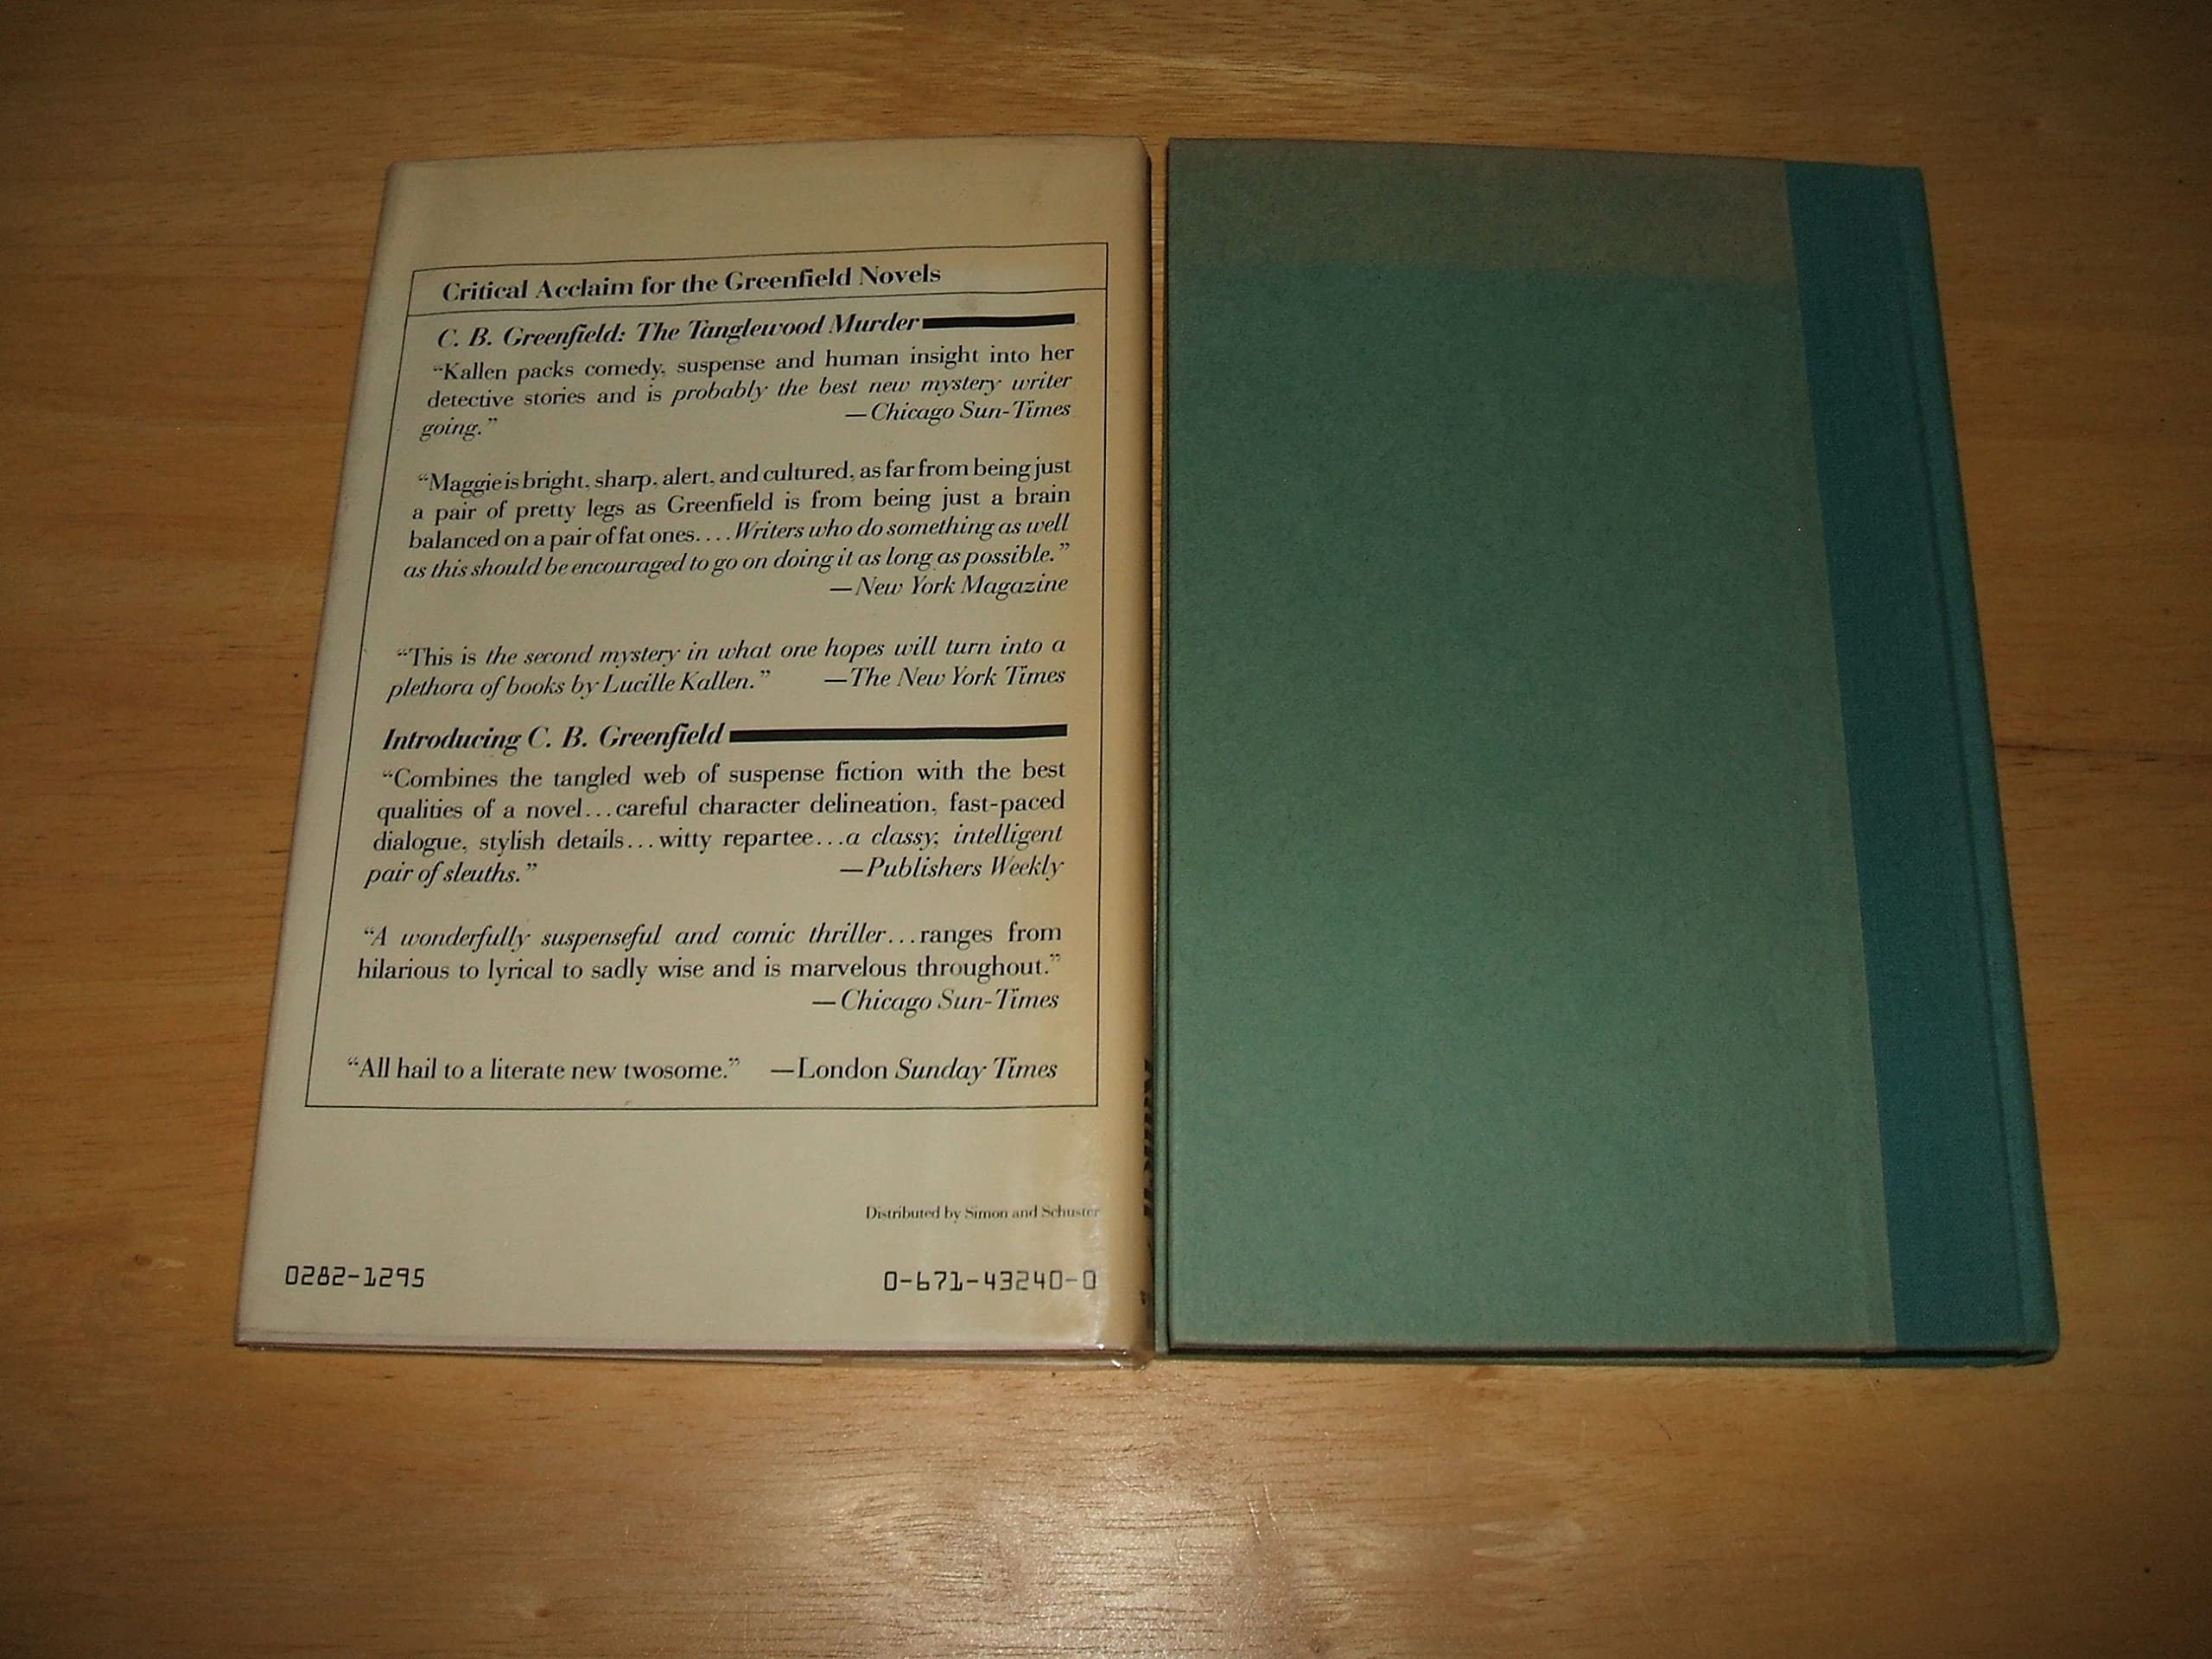 Critical Acclaim for the Greenfield Novels
C. B. Greenfield: The Tanglewood Murder
“Kallen packs comedy, suspense and human insight into her
detective stories and is probably the best new mystery writer
going.” —Chicago Sun-Times
“Maggie is bright, sharp, alert, and cultured, as far from being just
a pair of pretty legs as Greenfield is from being just a brain
balanced on a pair of fat ones. . . . Writers who do something as well
as this should be encouraged to go on doing it as long as possible.”
—New York Magazine
“This is the second mystery in what one hopes will turn into a
plethora of books by Lucille Kallen.” —The New York Times
Introducing C. B. Greenfield
“Combines the tangled web of suspense fiction with the best
qualities of a novel...careful character delineation, fast-paced
dialogue, stylish details...witty repartee...a classy, intelligent
pair of sleuths.” —Publishers Weekly
“A wonderfully suspenseful and comic thriller...ranges from
hilarious to lyrical to sadly wise and is marvelous throughout.”
—Chicago Sun-Times
“All hail to a literate new twosome.” —London Sunday Times
Distributed by Simon and Schuster
0282-1295 0-671-43240-0